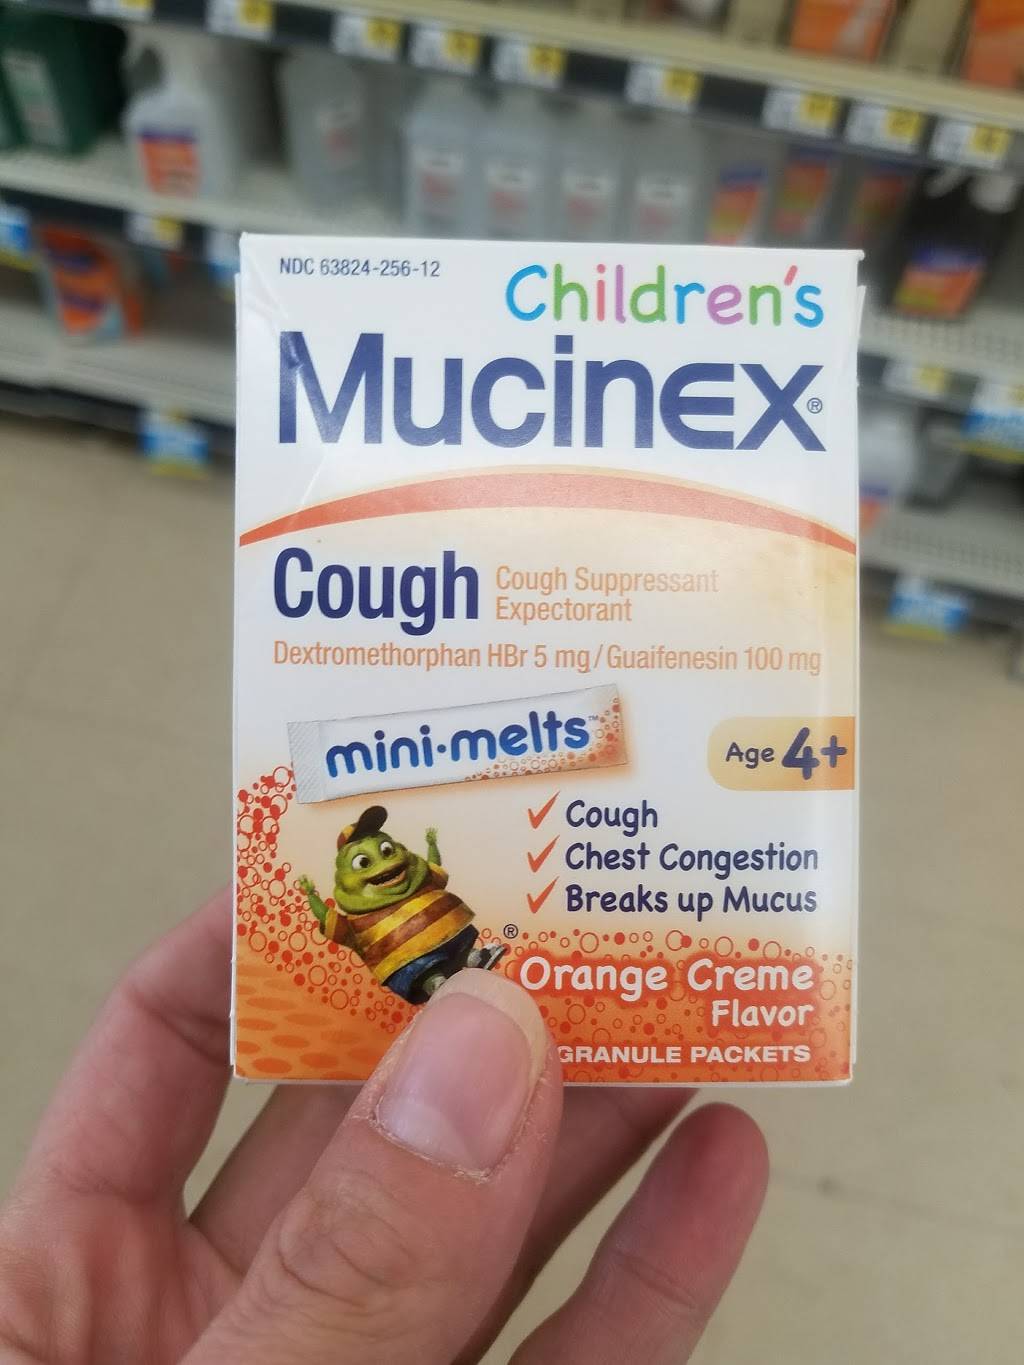 NDC 63824-256-12
Children's
Mucinex®
Cough
Cough Suppressant
Expectorant
Dextromethorphan HBr 5 mg/Guaifenesin 100 mg
mini·melts™
Age 4+
✓ Cough
✓ Chest Congestion
✓ Breaks up Mucus
®
Orange Creme
Flavor
GRANULE PACKETS